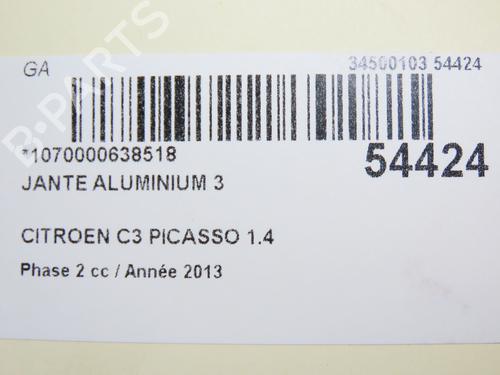 GA
34500103 54424
*1070000638518
54424
JANTE ALUMINIUM 3
CITROEN C3 PICASSO 1.4
Phase 2 cc / Année 2013
B-PARTS